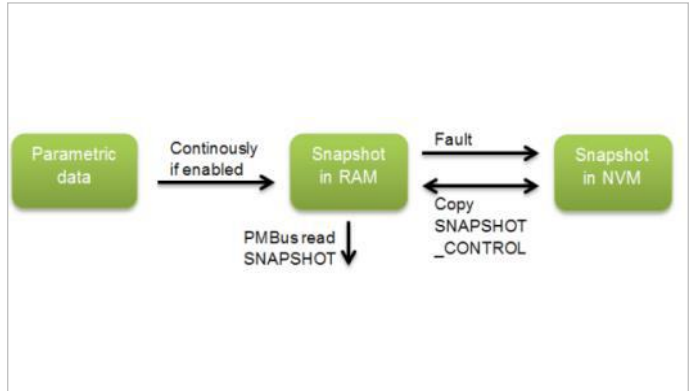 Parametric
data
Continously
if enabled
Snapshot
in RAM
Fault
Copy
SNAPSHOT
_CONTROL
Snapshot
in NVM
PMBus read
SNAPSHOT